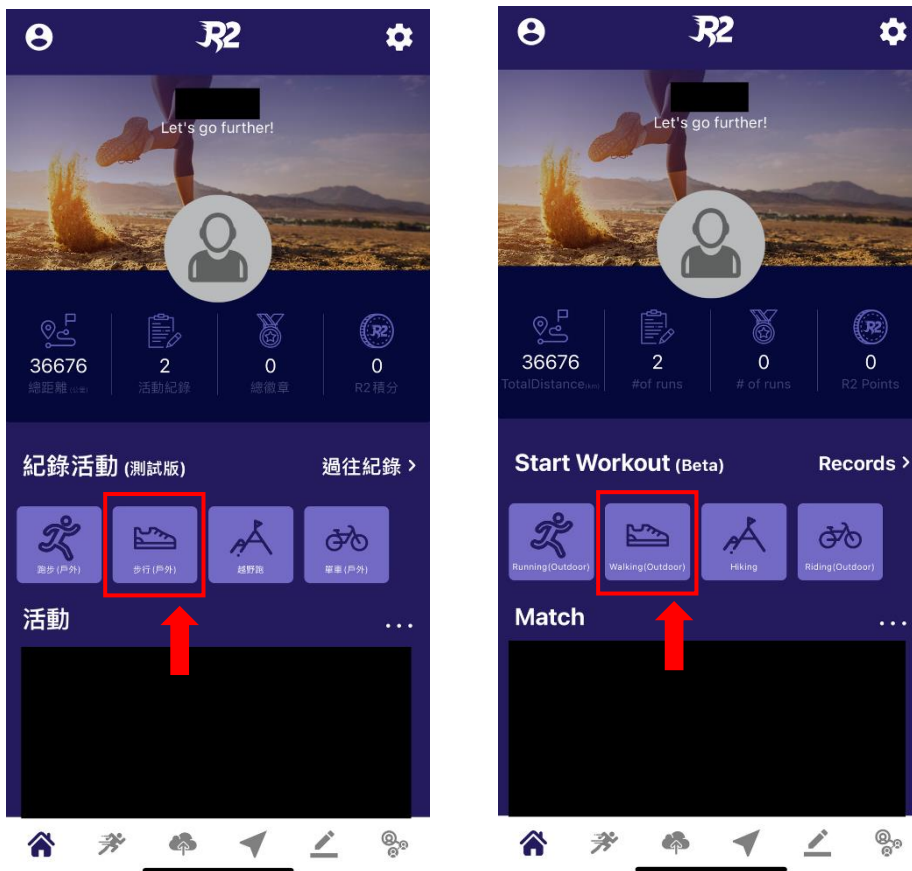 R2
Let's go further!
36676
總距離 (公里)
2
活動紀錄
0
總徽章
R2
0
R2積分
紀錄活動 (測試版)
過往紀錄 >
跑步 (戶外)
步行 (戶外)
越野跑
單車 (戶外)
活動
...
R2
Let's go further!
36676
TotalDistance(km)
2
#of runs
0
# of runs
R2
0
R2 Points
Start Workout (Beta)
Records >
Running(Outdoor)
Walking(Outdoor)
Hiking
Riding(Outdoor)
Match
...